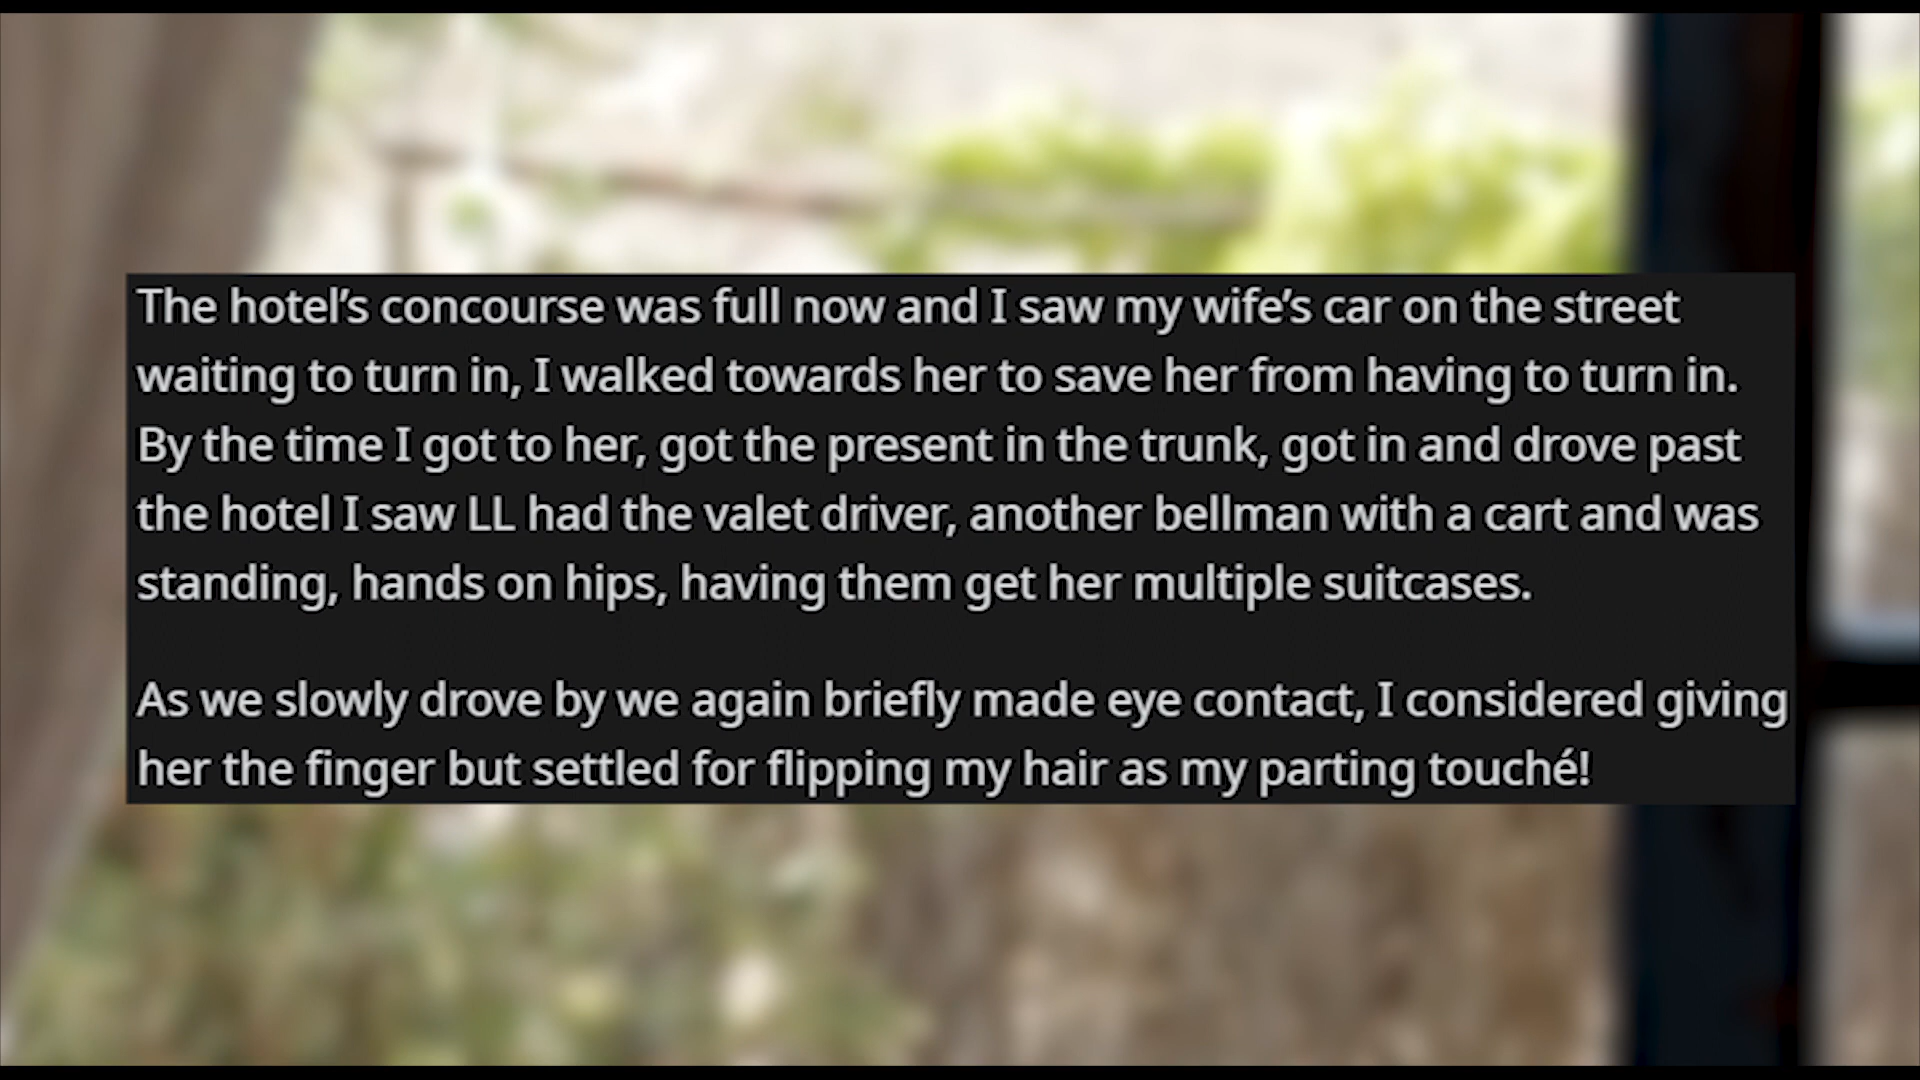 The hotel’s concourse was full now and I saw my wife’s car on the street
waiting to turn in, I walked towards her to save her from having to turn in.
By the time I got to her, got the present in the trunk, got in and drove past
the hotel I saw LL had the valet driver, another bellman with a cart and was
standing, hands on hips, having them get her multiple suitcases.
As we slowly drove by we again briefly made eye contact, I considered giving
her the finger but settled for flipping my hair as my parting touché!